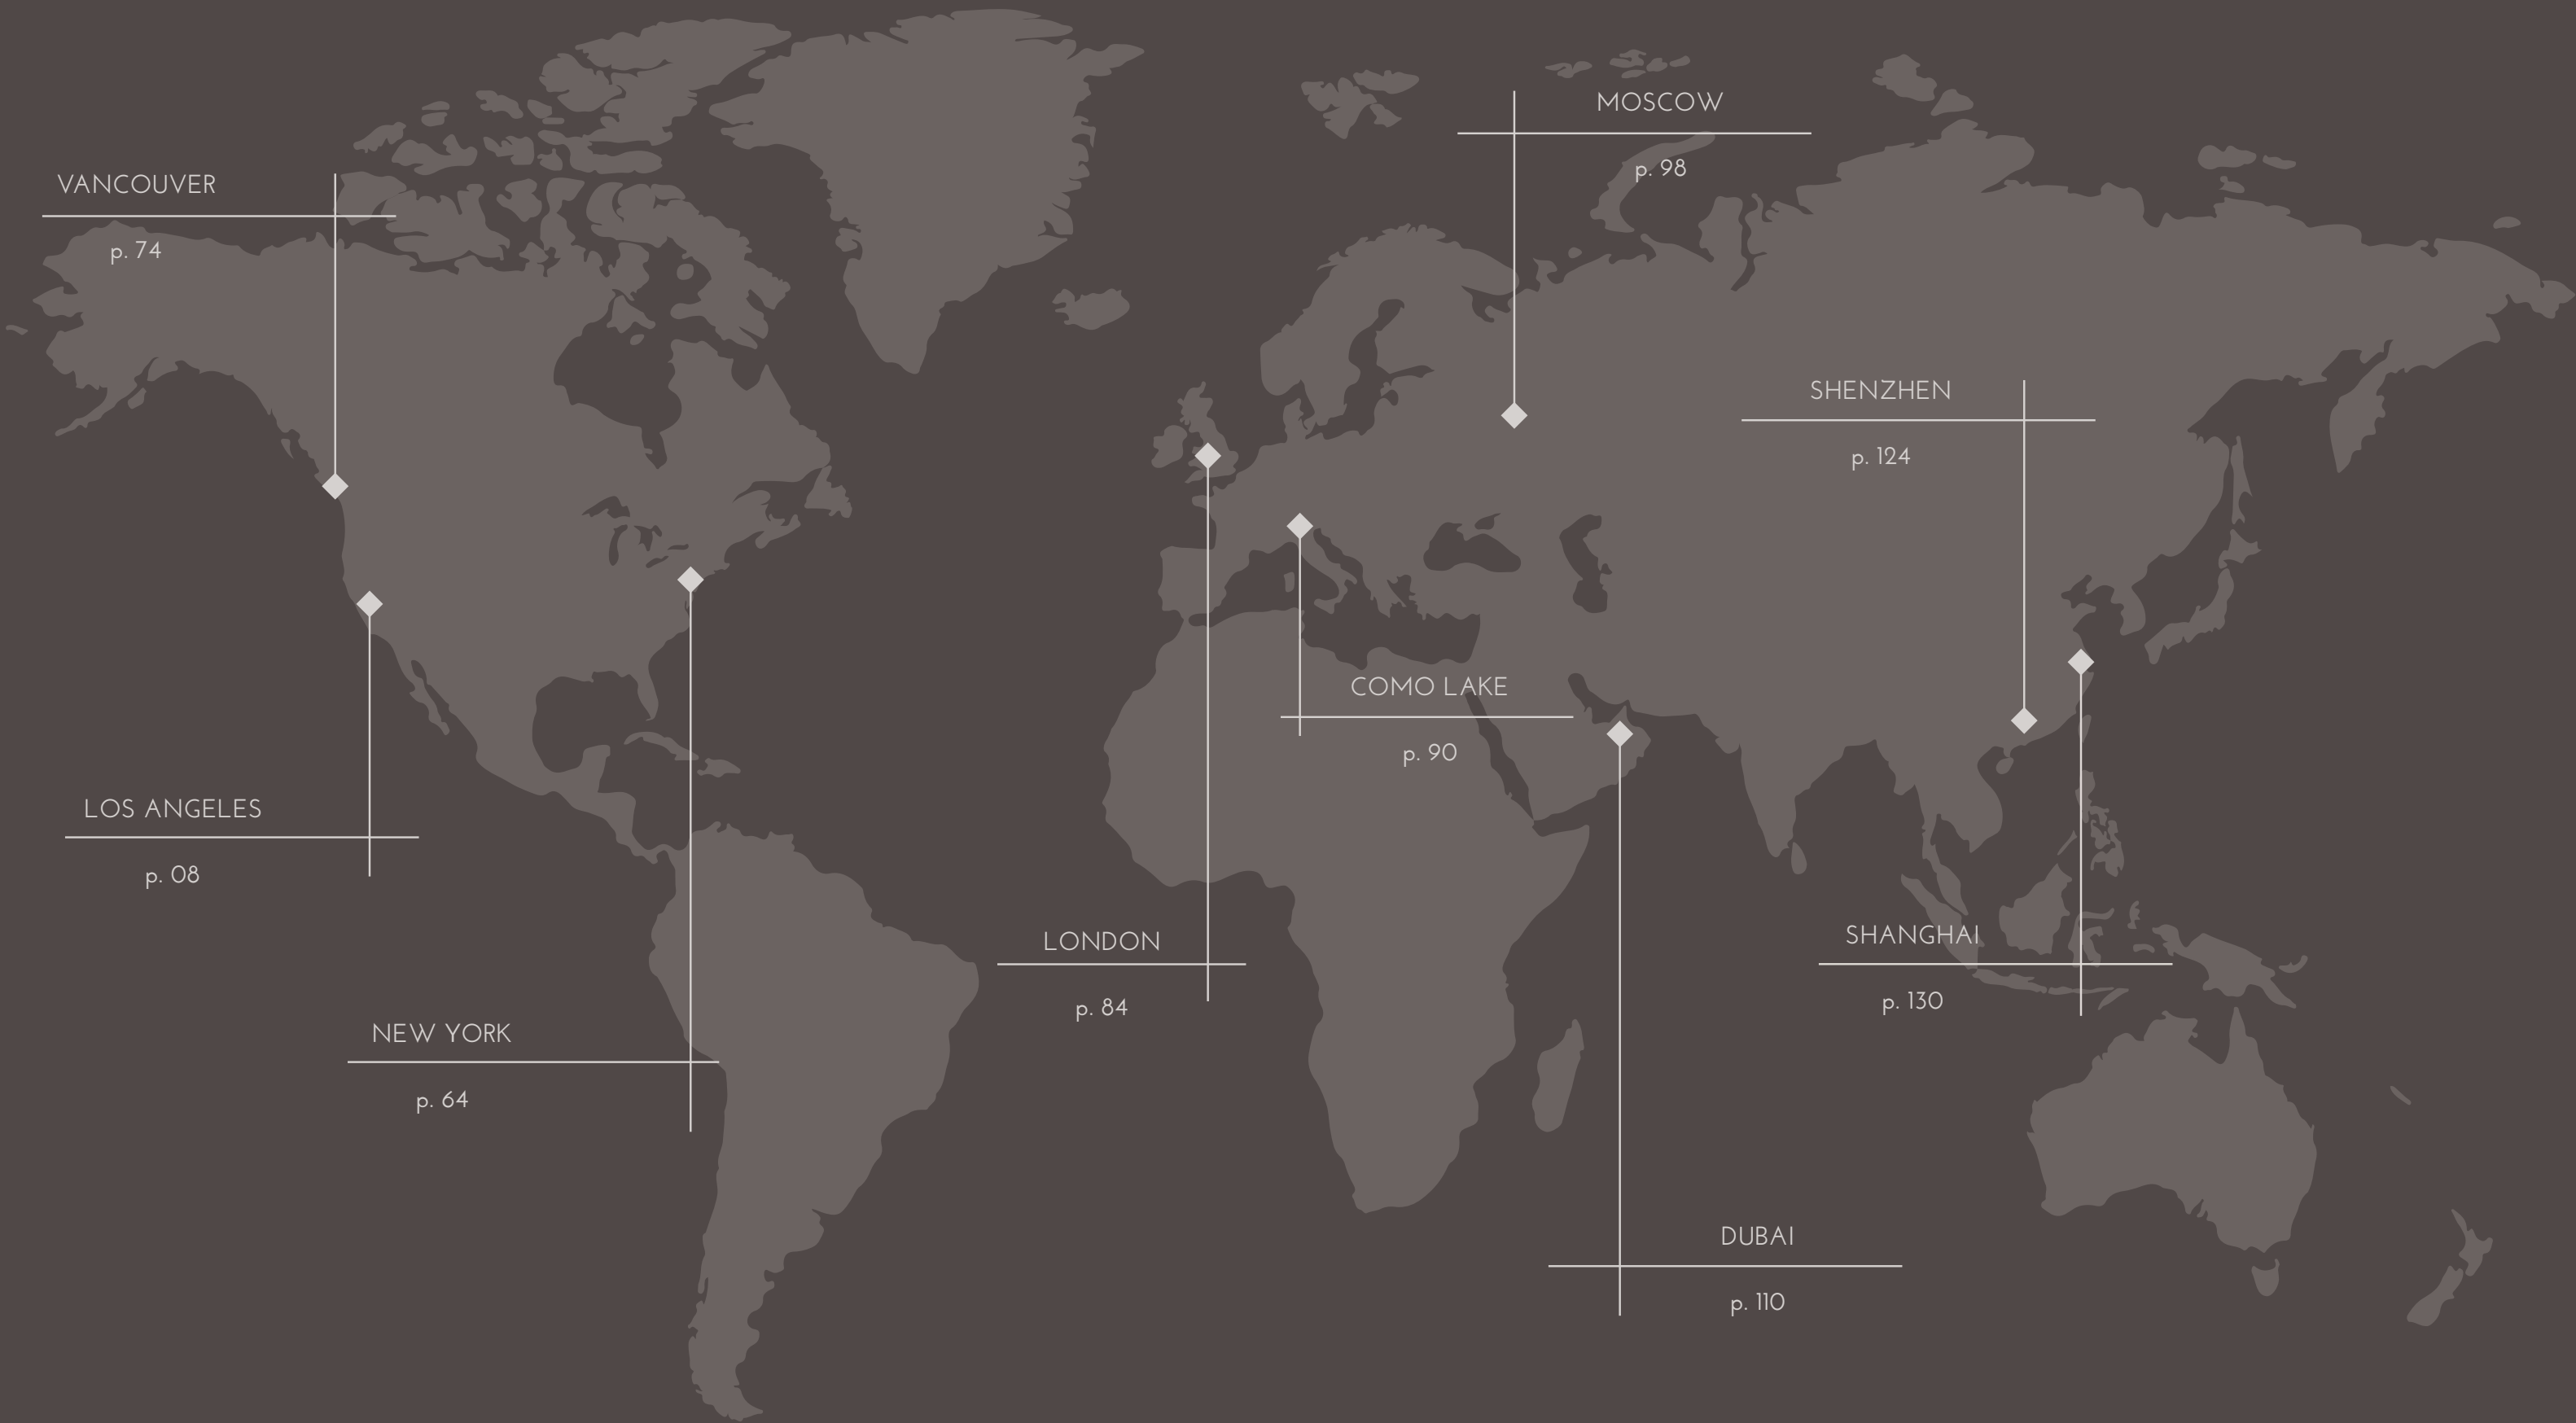 MOSCOW
p. 98
VANCOUVER
p. 74
SHENZHEN
p. 124
COMO LAKE
p. 90
LOS ANGELES
p. 08
LONDON
p. 84
SHANGHAI
p. 130
NEW YORK
p. 64
DUBAI
p. 110